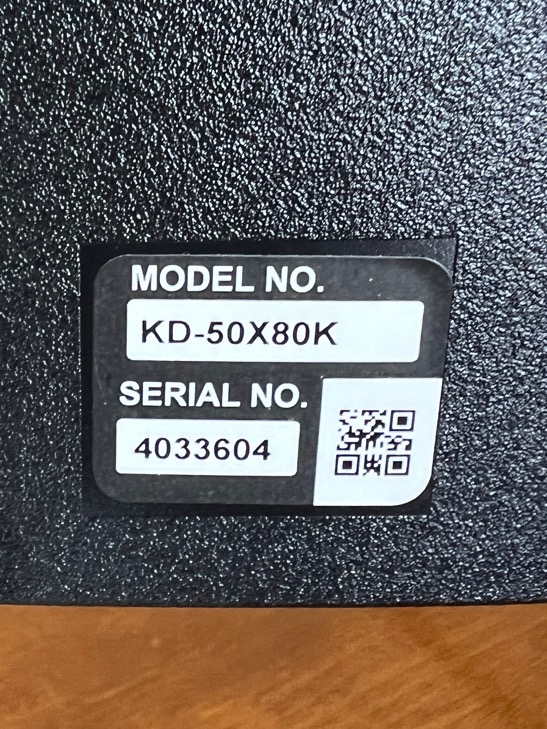 MODEL NO.
KD-50X80K
SERIAL NO.
4033604